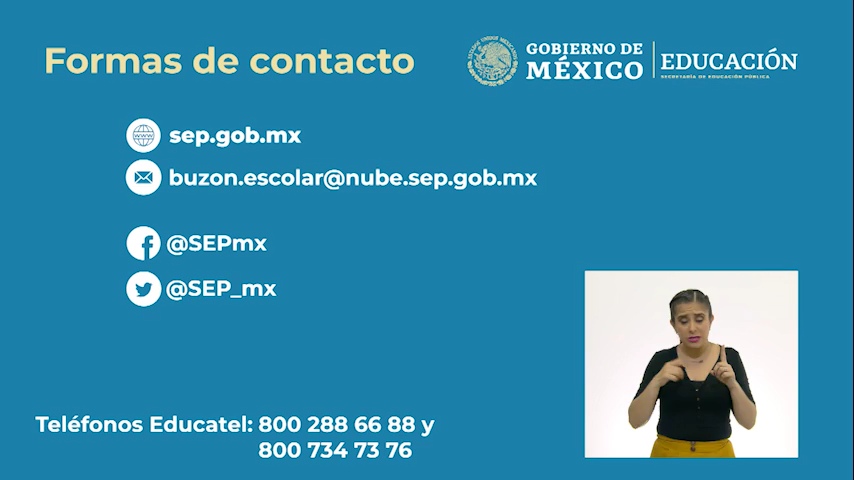 Formas de contacto
GOBIERNO DE
MÉXICO
EDUCACIÓN
SECRETARÍA DE EDUCACIÓN PÚBLICA
www
sep.gob.mx
buzon.escolar@nube.sep.gob.mx
@SEPmx
@SEP_mx
Teléfonos Educatel: 800 288 66 88 y
800 734 73 76